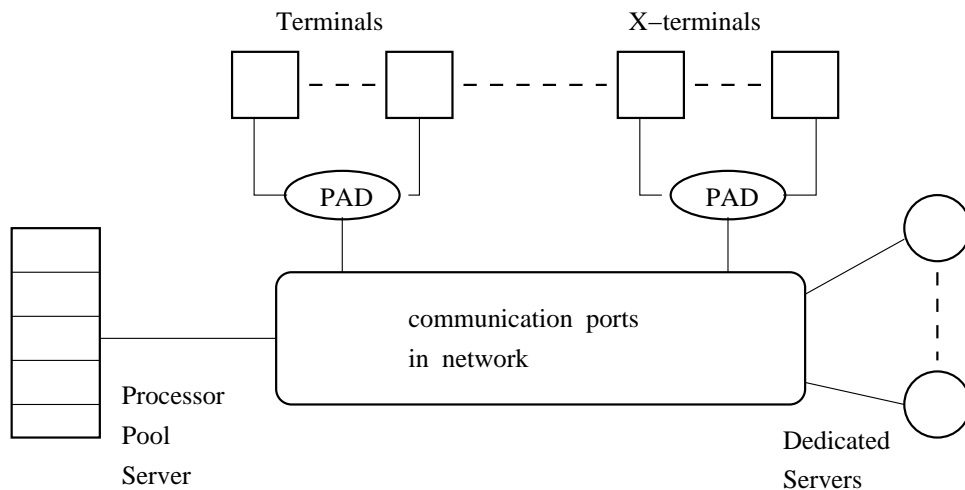 Terminals
X−terminals
PAD
PAD
communication ports
in network
Processor
Pool
Server
Dedicated
Servers